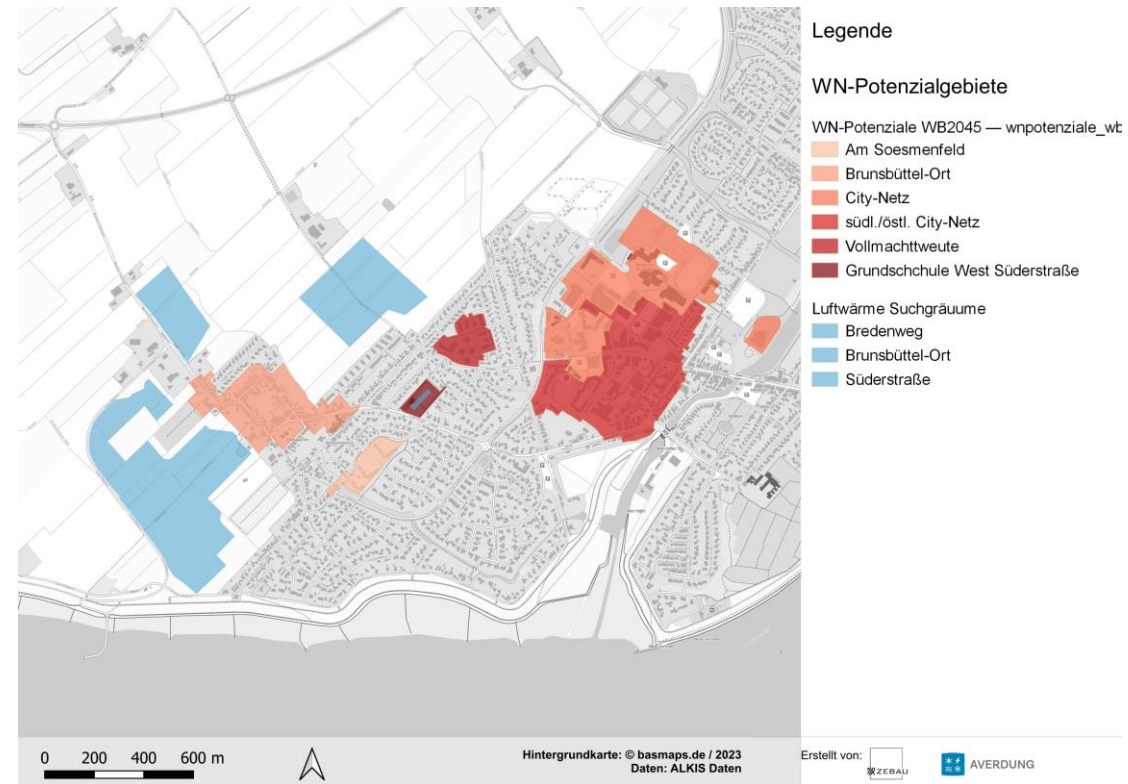 Legende
WN-Potenzialgebiete
WN-Potenziale WB2045 — wnpotenziale_wb
Am Soesmenfeld
Brunsbüttel-Ort
City-Netz
südl./östl. City-Netz
Vollmachttweute
Grundschchule West Süderstraße
Luftwärme Suchgräuume
Bredenweg
Brunsbüttel-Ort
Süderstraße
0 200 400 600 m
Hintergrundkarte: © basmaps.de / 2023
Daten: ALKIS Daten
Erstellt von:
ZEBAU
AVERDUNG